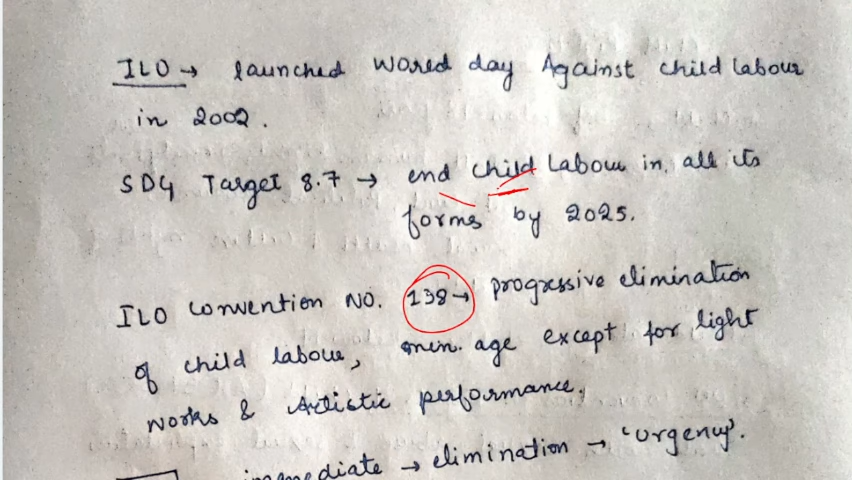 ILO → launched World day Against child labour
in 2002.
SDG Target 8.7 → end child labour in all its
forms by 2025.
ILO Convention No. 138 → progressive elimination
of child labour, min. age except for light
works & Artistic performance.
immediate → elimination → 'urgency'.